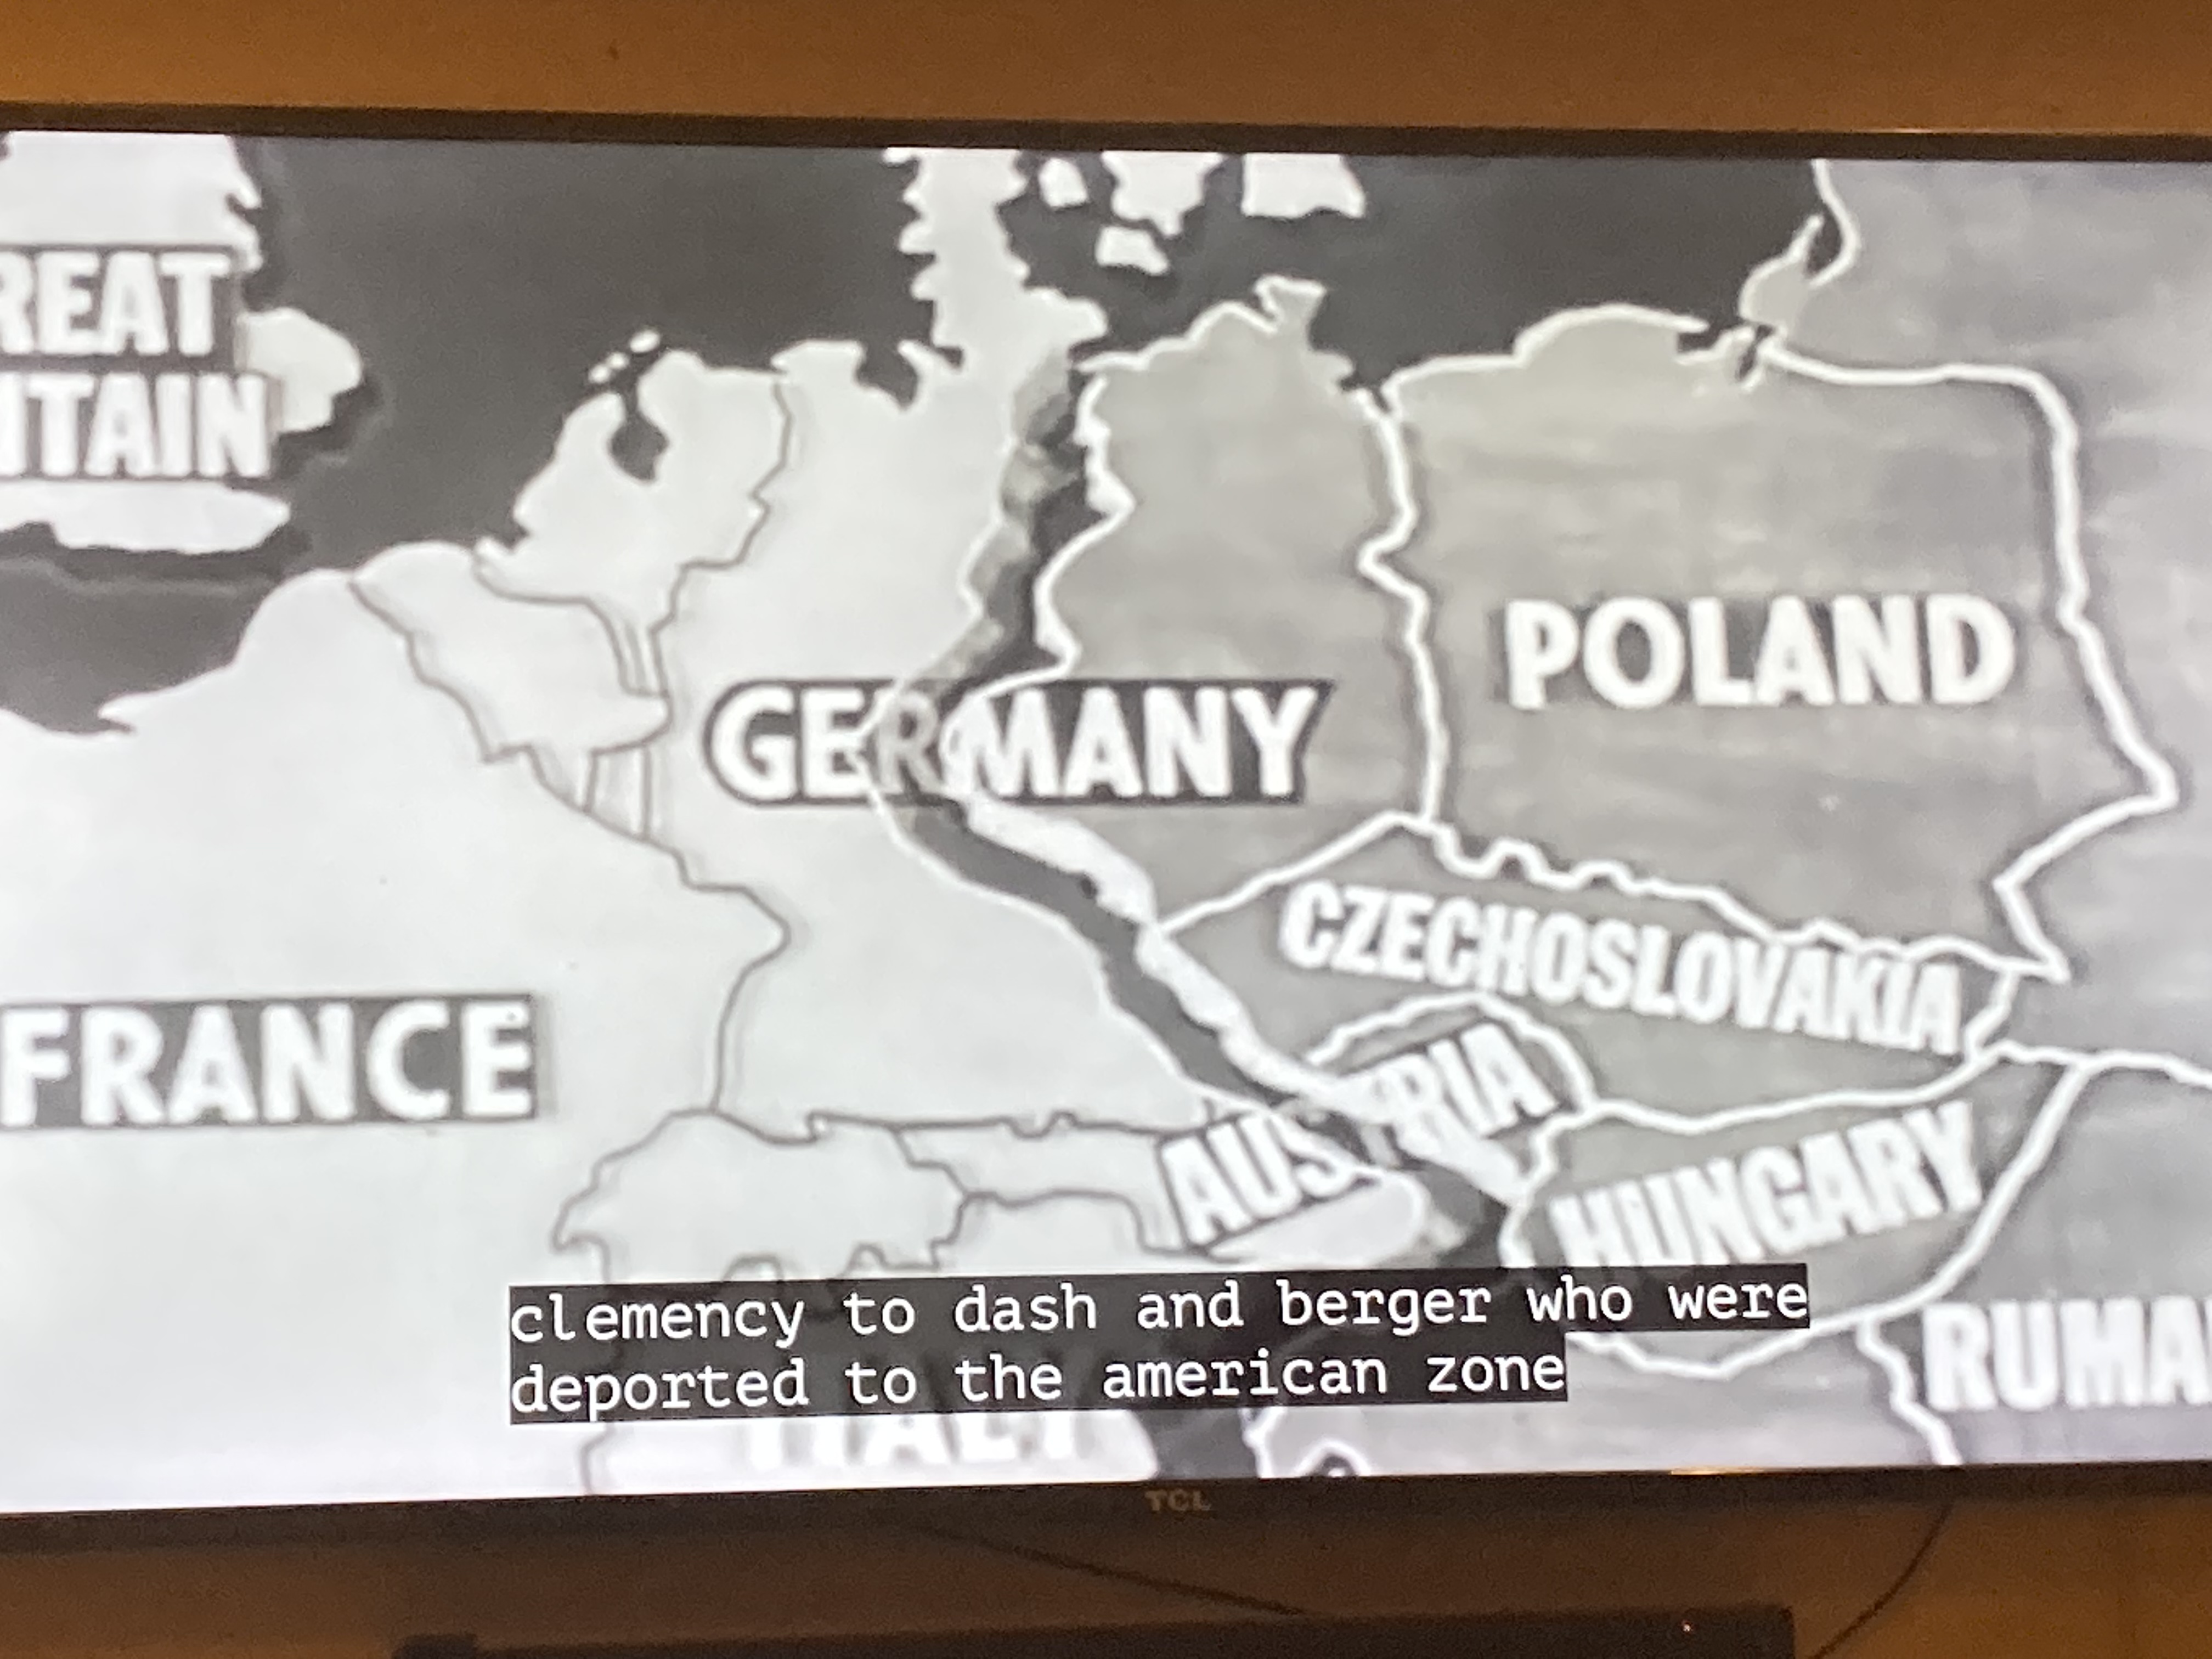 REAT
ITAIN
POLAND
GERMANY
CZECHOSLOVAKIA
FRANCE
AUSTRIA
HUNGARY
clemency to dash and berger who were
deported to the american zone
RUMA
ITALY
TCL